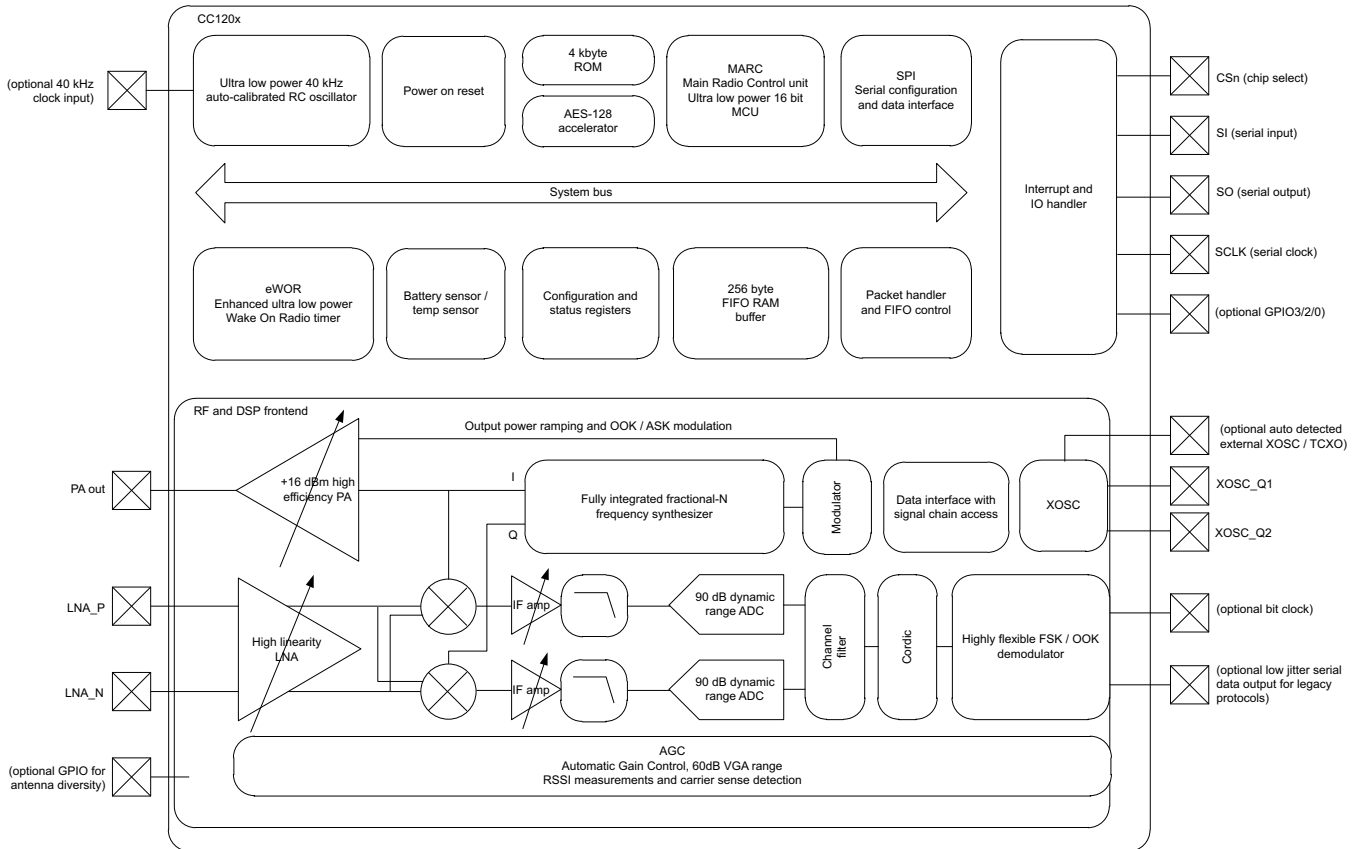 CC120x
(optional 40 kHz
clock input)
Ultra low power 40 kHz
auto-calibrated RC oscillator
Power on reset
4 kbyte
ROM
AES-128
accelerator
MARC
Main Radio Control unit
Ultra low power 16 bit
MCU
SPI
Serial configuration
and data interface
Interrupt and
IO handler
CSn (chip select)
SI (serial input)
SO (serial output)
SCLK (serial clock)
(optional GPIO3/2/0)
System bus
eWOR
Enhanced ultra low power
Wake On Radio timer
Battery sensor /
temp sensor
Configuration and
status registers
256 byte
FIFO RAM
buffer
Packet handler
and FIFO control
RF and DSP frontend
Output power ramping and OOK / ASK modulation
(optional auto detected
external XOSC / TCXO)
PA out
+16 dBm high
efficiency PA
I
Q
Fully integrated fractional-N
frequency synthesizer
Modulator
Data interface with
signal chain access
XOSC
XOSC_Q1
XOSC_Q2
LNA_P
LNA_N
High linearity
LNA
IF amp
90 dB dynamic
range ADC
IF amp
90 dB dynamic
range ADC
Channel
filter
Cordic
Highly flexible FSK / OOK
demodulator
(optional bit clock)
(optional low jitter serial
data output for legacy
protocols)
(optional GPIO for
antenna diversity)
AGC
Automatic Gain Control, 60dB VGA range
RSSI measurements and carrier sense detection